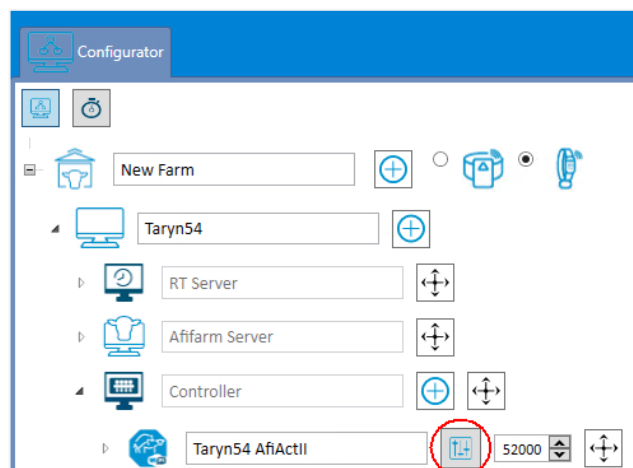 Configurator
New Farm
Taryn54
RT Server
Afifarm Server
Controller
Taryn54 AfiActII 52000